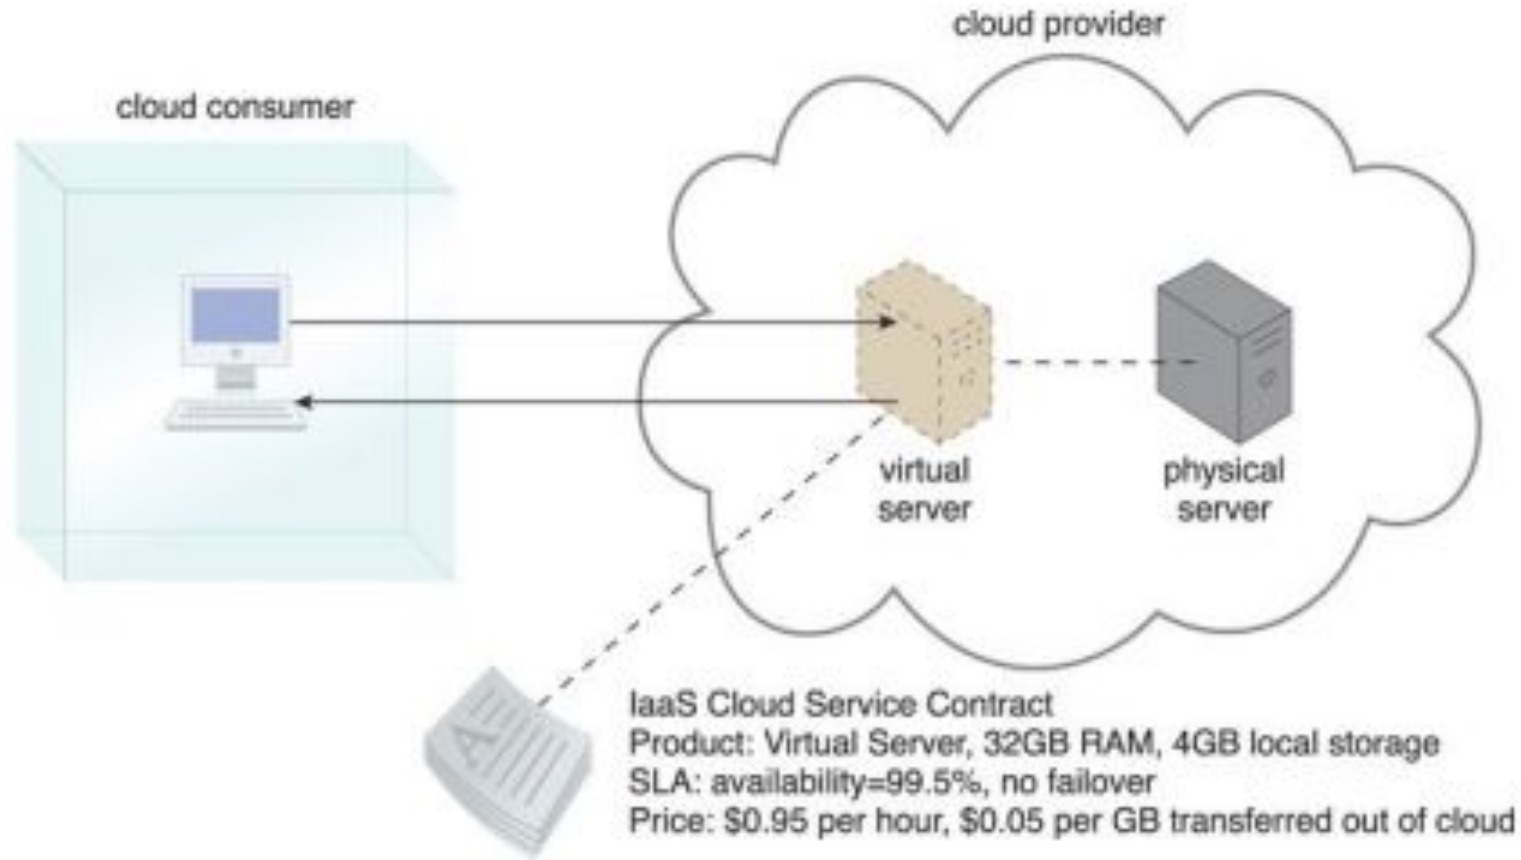 cloud provider
cloud consumer
virtual
server
physical
server
IaaS Cloud Service Contract
Product: Virtual Server, 32GB RAM, 4GB local storage
SLA: availability=99.5%, no failover
Price: $0.95 per hour, $0.05 per GB transferred out of cloud
A